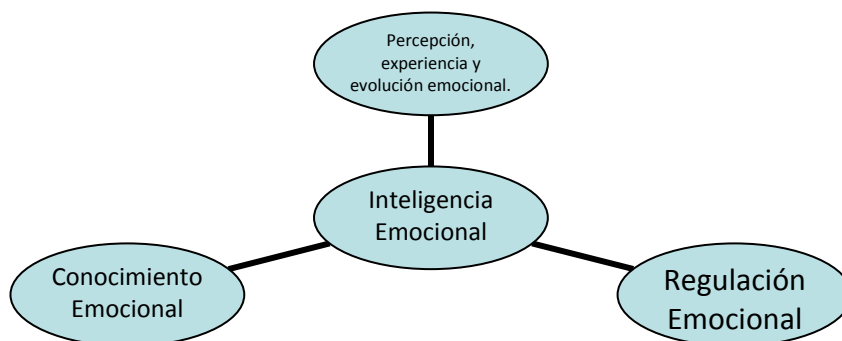 Percepción,
experiencia y
evolución emocional.
Inteligencia
Emocional
Conocimiento
Emocional
Regulación
Emocional